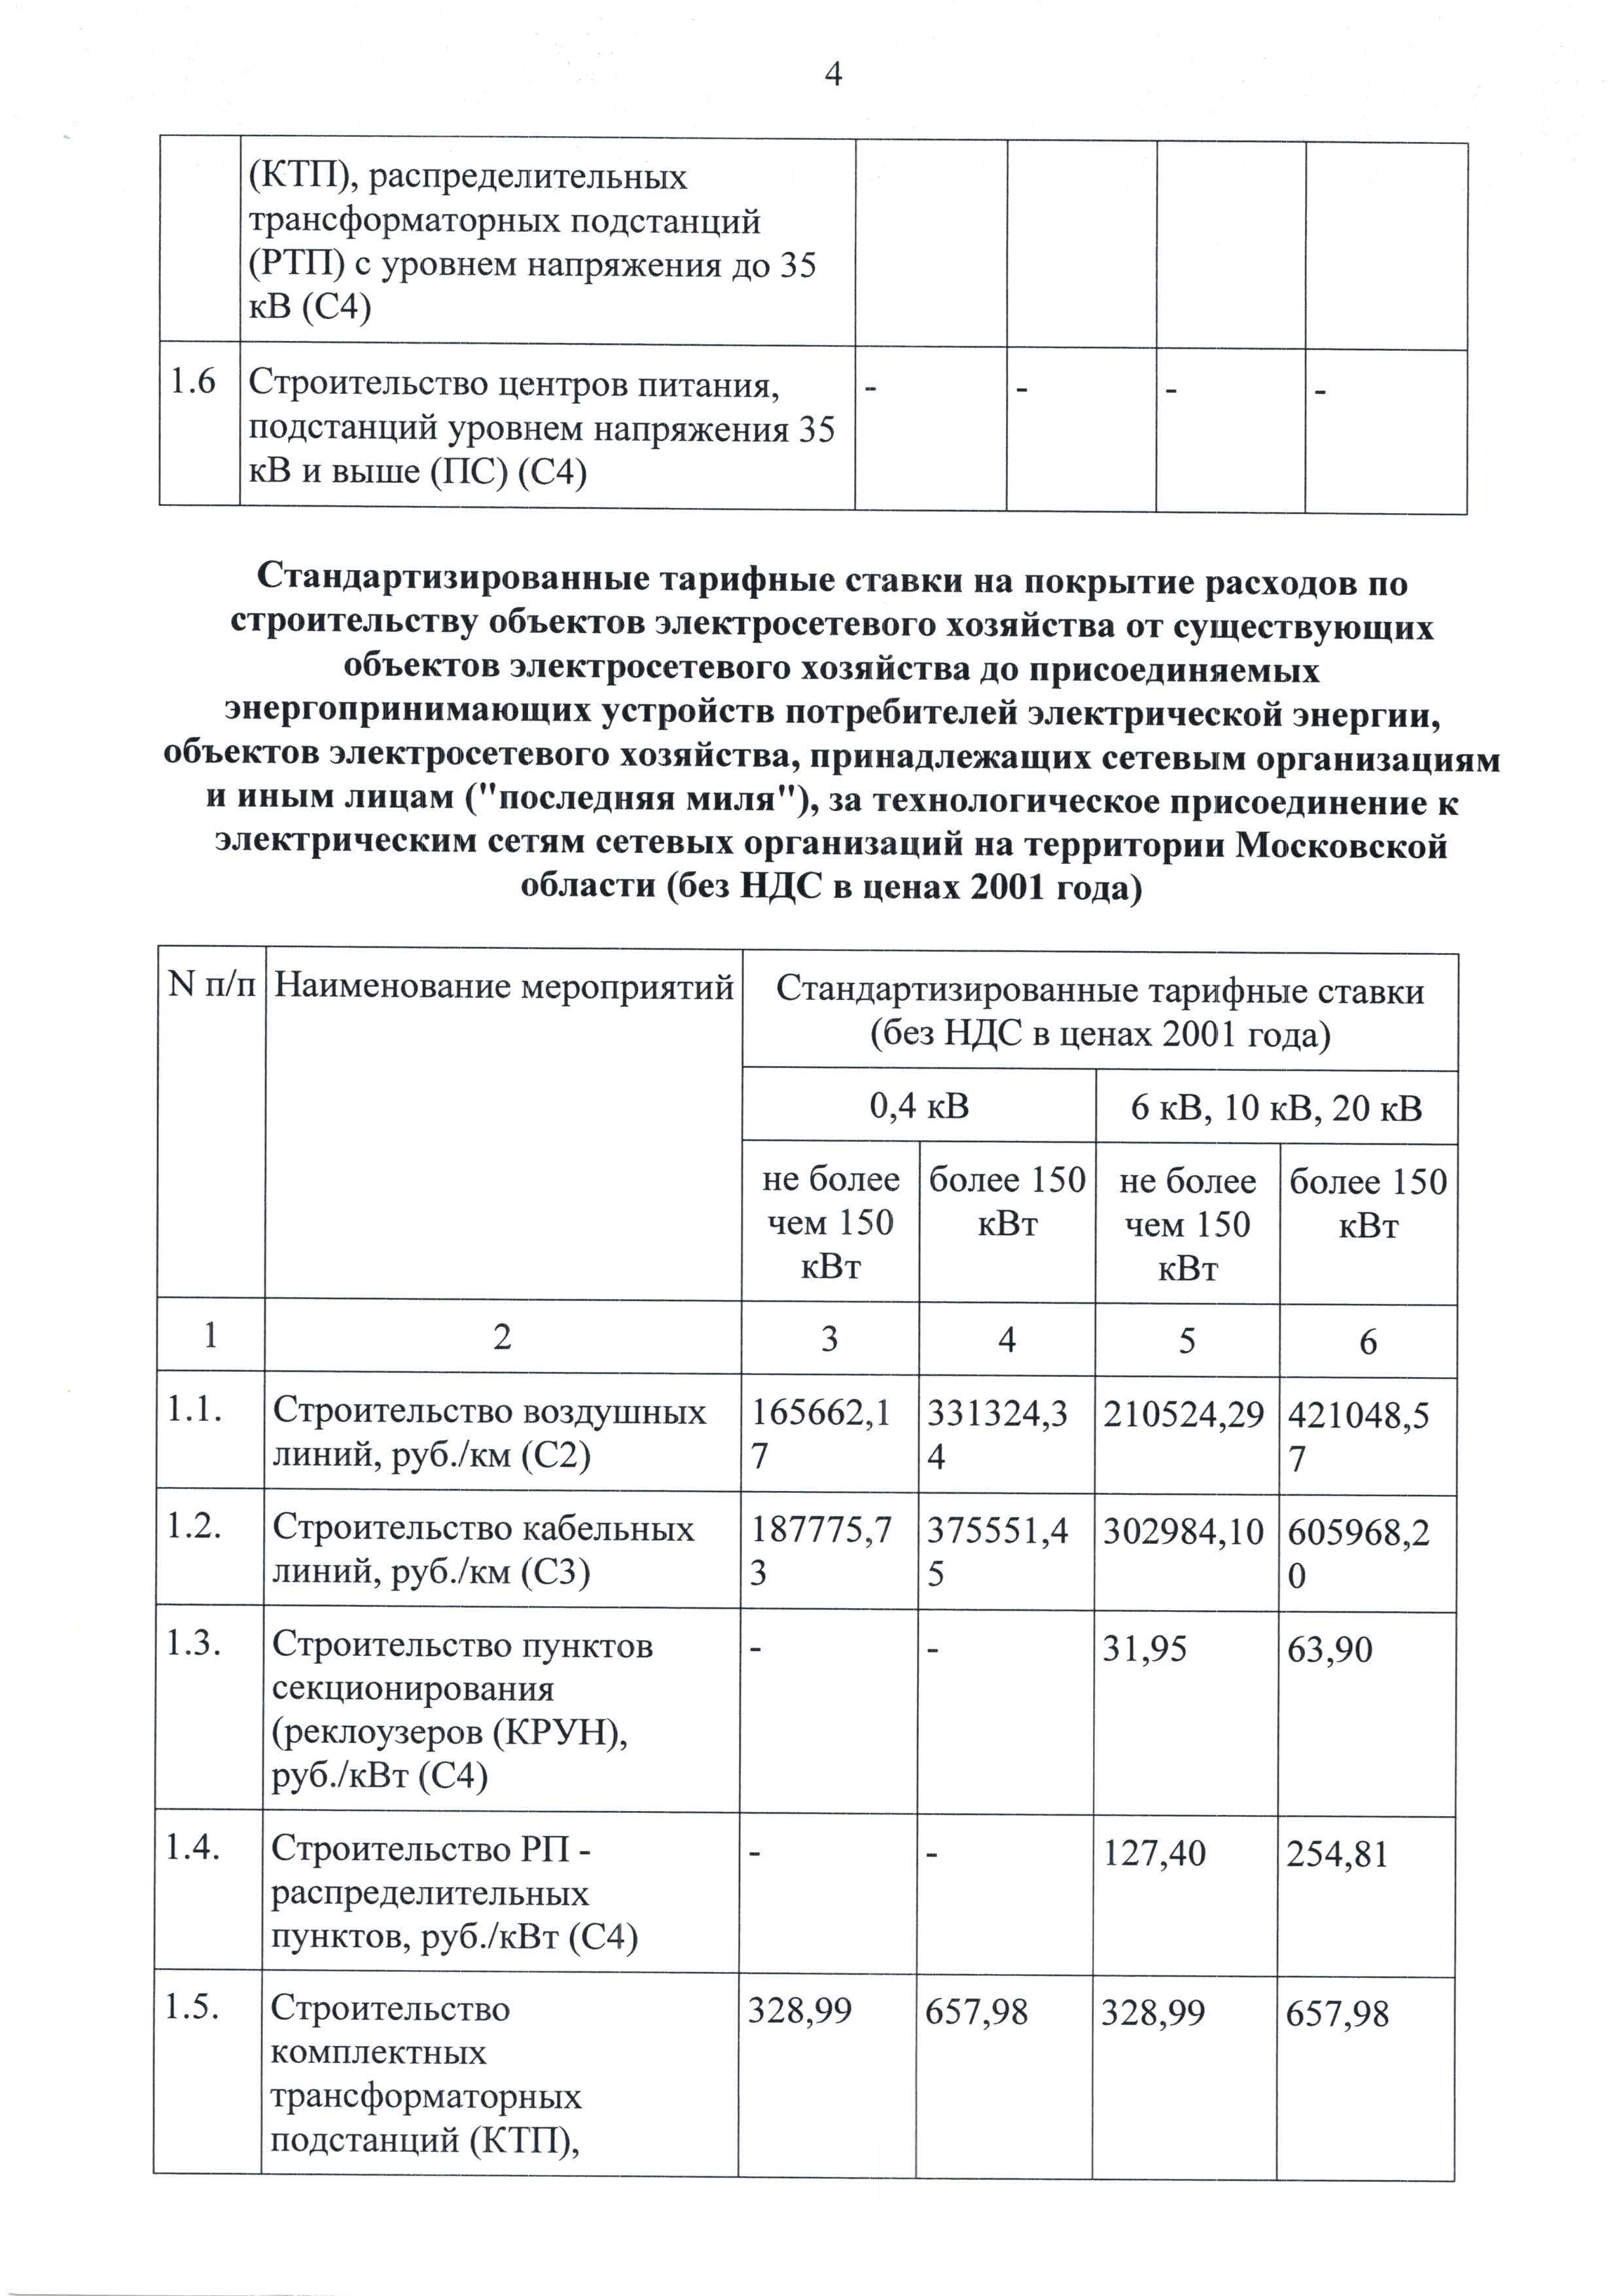 4
(КТП), распределительных
трансформаторных подстанций
(РТП) с уровнем напряжения до 35
кВ (С4)
1.6 Строительство центров питания, - - - -
подстанций уровнем напряжения 35
кВ и выше (ПС) (С4)
Стандартизированные тарифные ставки на покрытие расходов по
строительству объектов электросетевого хозяйства от существующих
объектов электросетевого хозяйства до присоединяемых
энергопринимающих устройств потребителей электрической энергии,
объектов электросетевого хозяйства, принадлежащих сетевым организациям
и иным лицам ("последняя миля"), за технологическое присоединение к
электрическим сетям сетевых организаций на территории Московской
области (без НДС в ценах 2001 года)
N п/п Наименование мероприятий Стандартизированные тарифные ставки
(без НДС в ценах 2001 года)
0,4 кВ 6 кВ, 10 кВ, 20 кВ
не более более 150 не более более 150
чем 150 кВт чем 150 кВт
кВт кВт
1 2 3 4 5 6
1.1. Строительство воздушных 165662,1 331324,3 210524,29 421048,5
линий, руб./км (С2) 7 4 7
1.2. Строительство кабельных 187775,7 375551,4 302984,10 605968,2
линий, руб./км (С3) 3 5 0
1.3. Строительство пунктов - - 31,95 63,90
секционирования
(реклоузеров (КРУН),
руб./кВт (С4)
1.4. Строительство РП - - - 127,40 254,81
распределительных
пунктов, руб./кВт (С4)
1.5. Строительство 328,99 657,98 328,99 657,98
комплектных
трансформаторных
подстанций (КТП),